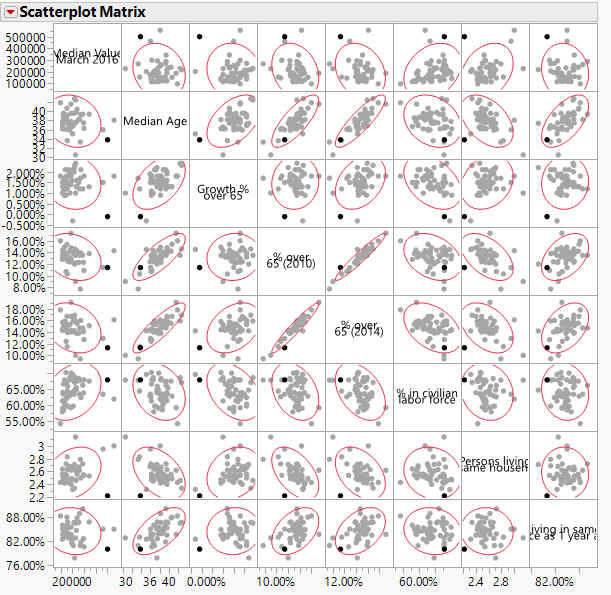 Scatterplot Matrix
500000
400000
300000
200000
100000
Median Value
March 2016
40
38
36
34
32
30
Median Age
2.000%
1.500%
1.000%
0.500%
0.000%
-0.500%
Growth %
over 65
16.00%
14.00%
12.00%
10.00%
8.00%
% over
65 (2010)
18.00%
16.00%
14.00%
12.00%
10.00%
% over
65 (2014)
65.00%
60.00%
55.00%
% in civilian
labor force
3
2.8
2.6
2.4
2.2
Persons living
same househ
88.00%
82.00%
76.00%
iving in sam
ce as 1 year a
200000 30 36 40 0.000% 10.00% 12.00% 60.00% 2.4 2.8 82.00%